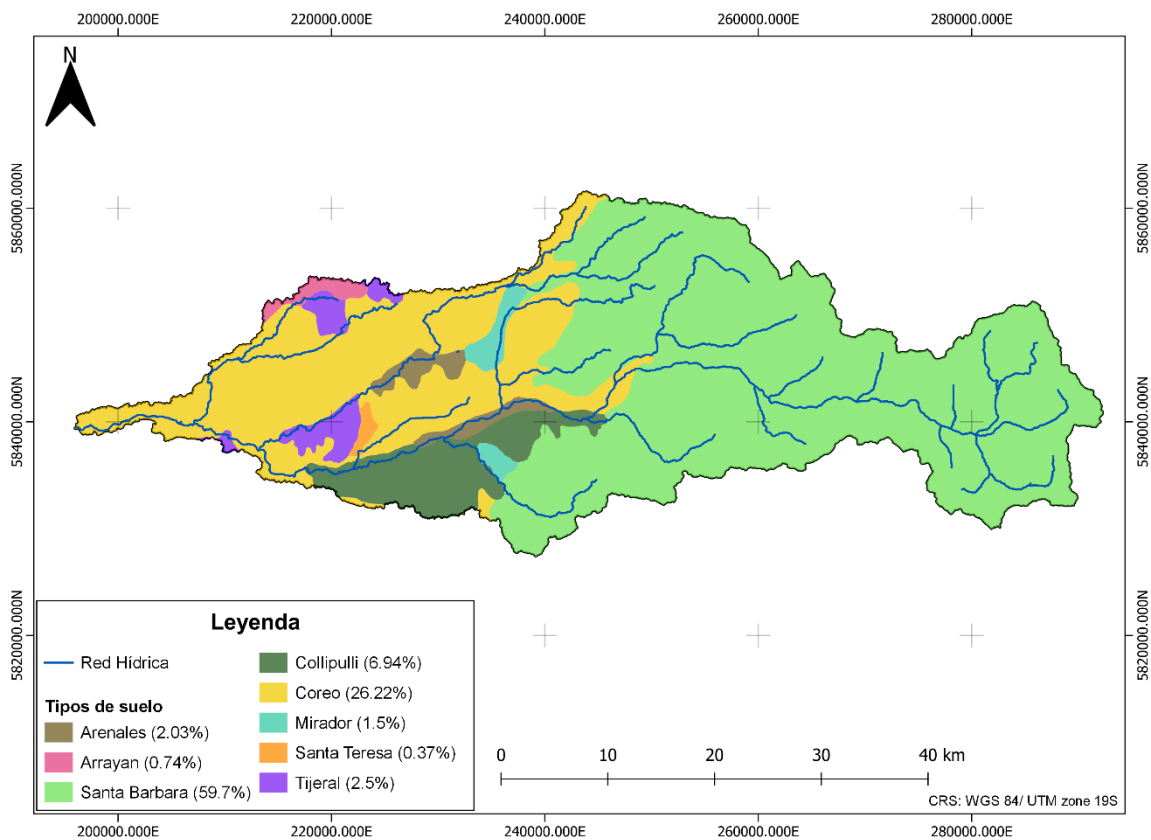 200000.000E 220000.000E 240000.000E 260000.000E 280000.000E
N
5860000.000N 5860000.000N
5840000.000N 5840000.000N
5820000.000N 5820000.000N
Leyenda
Red Hídrica
Tipos de suelo
Arenales (2.03%)
Arrayan (0.74%)
Santa Barbara (59.7%)
Collipulli (6.94%)
Coreo (26.22%)
Mirador (1.5%)
Santa Teresa (0.37%)
Tijeral (2.5%)
0 10 20 30 40 km
CRS: WGS 84/ UTM zone 19S
200000.000E 220000.000E 240000.000E 260000.000E 280000.000E